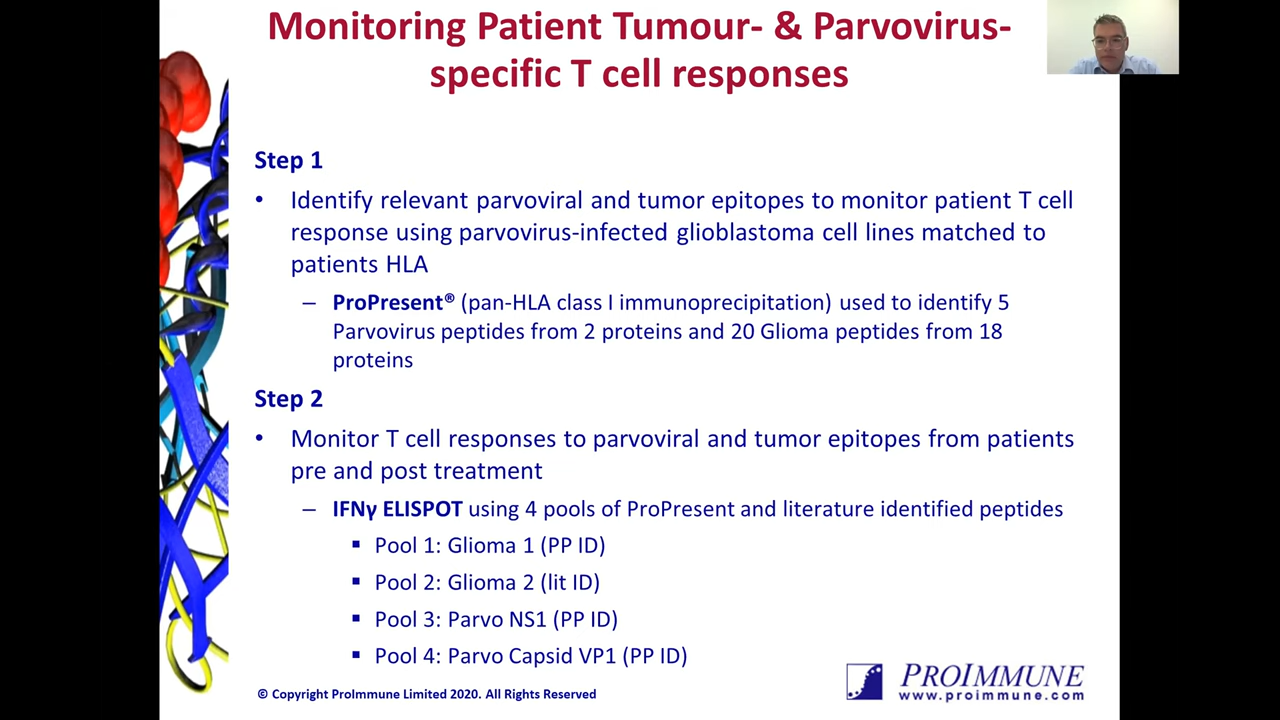 Monitoring Patient Tumour- & Parvovirus-
specific T cell responses
Step 1
• Identify relevant parvoviral and tumor epitopes to monitor patient T cell
response using parvovirus-infected glioblastoma cell lines matched to
patients HLA
– ProPresent® (pan-HLA class I immunoprecipitation) used to identify 5
Parvovirus peptides from 2 proteins and 20 Glioma peptides from 18
proteins
Step 2
• Monitor T cell responses to parvoviral and tumor epitopes from patients
pre and post treatment
– IFNγ ELISPOT using 4 pools of ProPresent and literature identified peptides
▪ Pool 1: Glioma 1 (PP ID)
▪ Pool 2: Glioma 2 (lit ID)
▪ Pool 3: Parvo NS1 (PP ID)
▪ Pool 4: Parvo Capsid VP1 (PP ID)
© Copyright ProImmune Limited 2020. All Rights Reserved
PROIMMUNE
www.proimmune.com